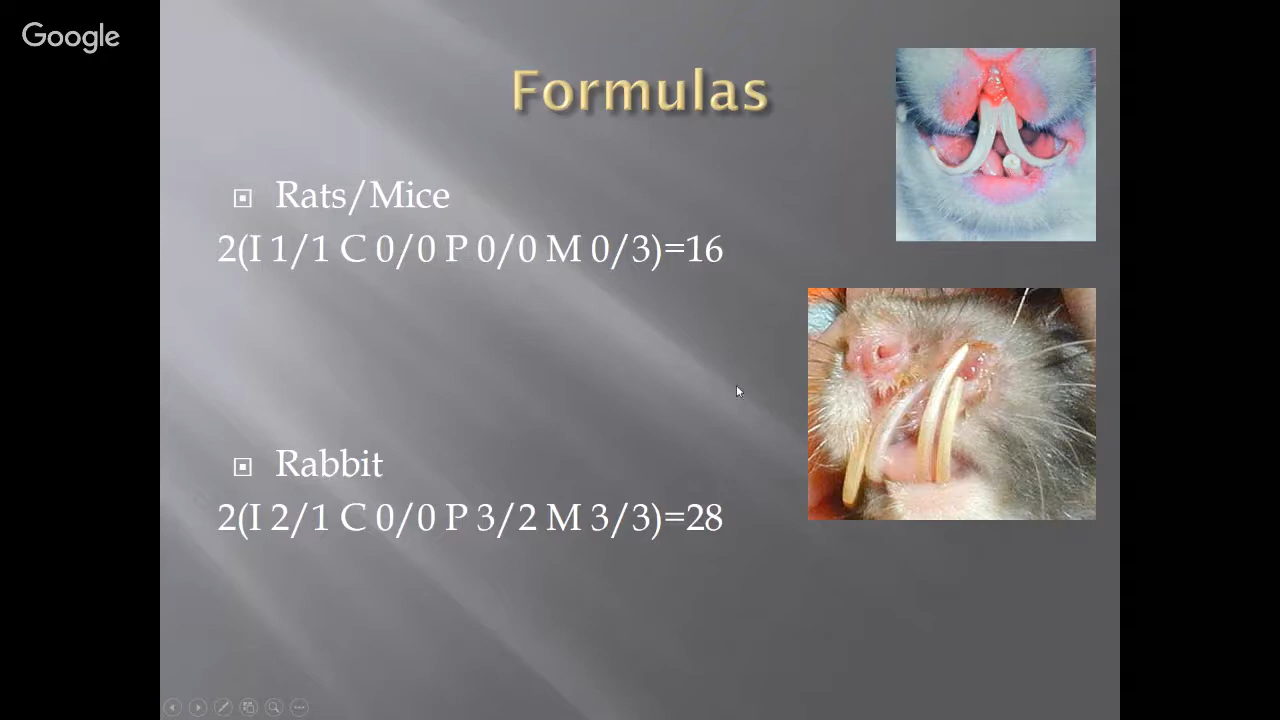 Google
Formulas
Rats/Mice
2(I 1/1 C 0/0 P 0/0 M 0/3)=16
Rabbit
2(I 2/1 C 0/0 P 3/2 M 3/3)=28